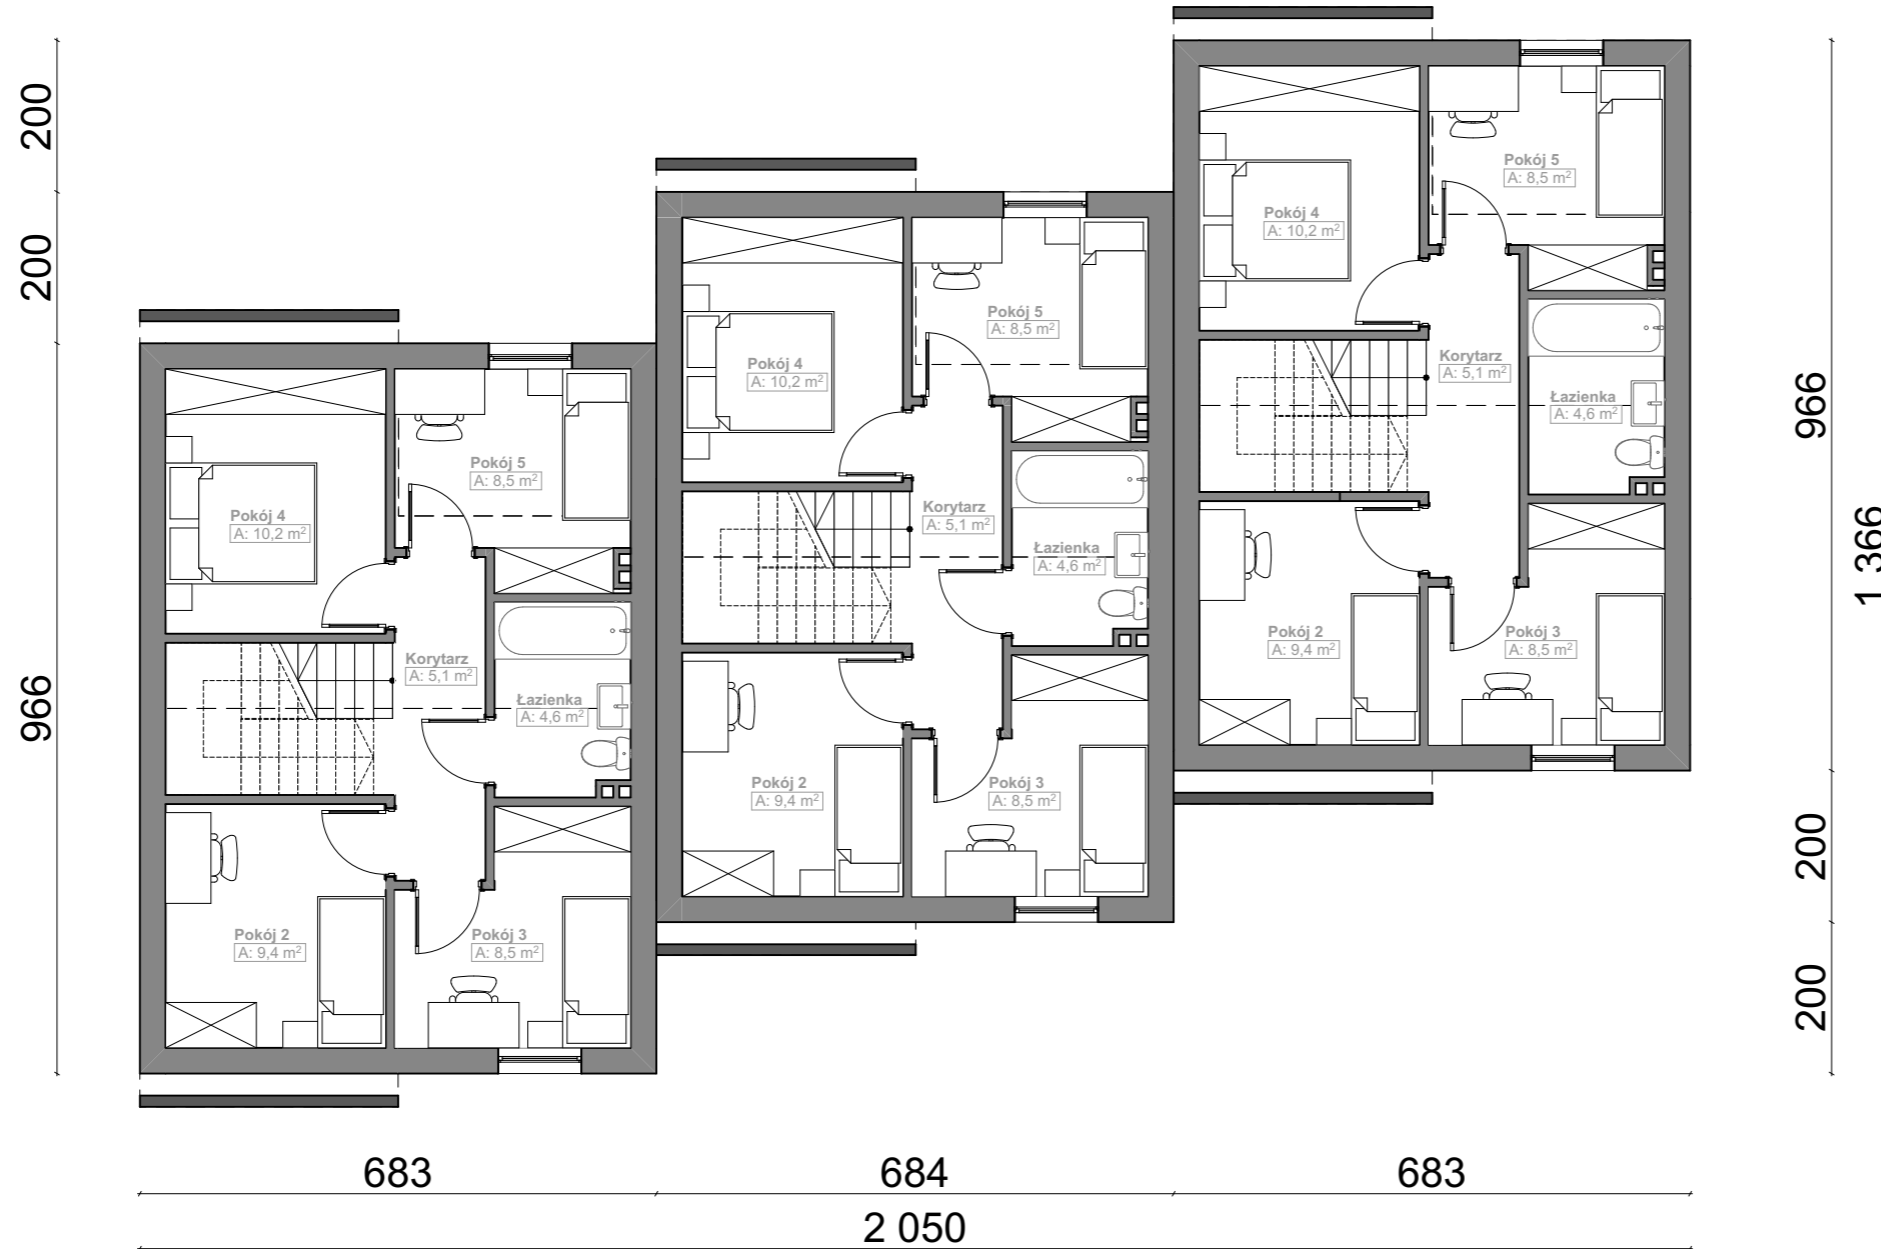 200
200
966
Pokój 4
A: 10,2 m²
Pokój 5
A: 8,5 m²
Korytarz
A: 5,1 m²
Łazienka
A: 4,6 m²
Pokój 2
A: 9,4 m²
Pokój 3
A: 8,5 m²
Pokój 4
A: 10,2 m²
Pokój 5
A: 8,5 m²
Korytarz
A: 5,1 m²
Łazienka
A: 4,6 m²
Pokój 2
A: 9,4 m²
Pokój 3
A: 8,5 m²
Pokój 4
A: 10,2 m²
Pokój 5
A: 8,5 m²
Korytarz
A: 5,1 m²
Łazienka
A: 4,6 m²
Pokój 2
A: 9,4 m²
Pokój 3
A: 8,5 m²
966
200
200
1 366
683
684
683
2 050